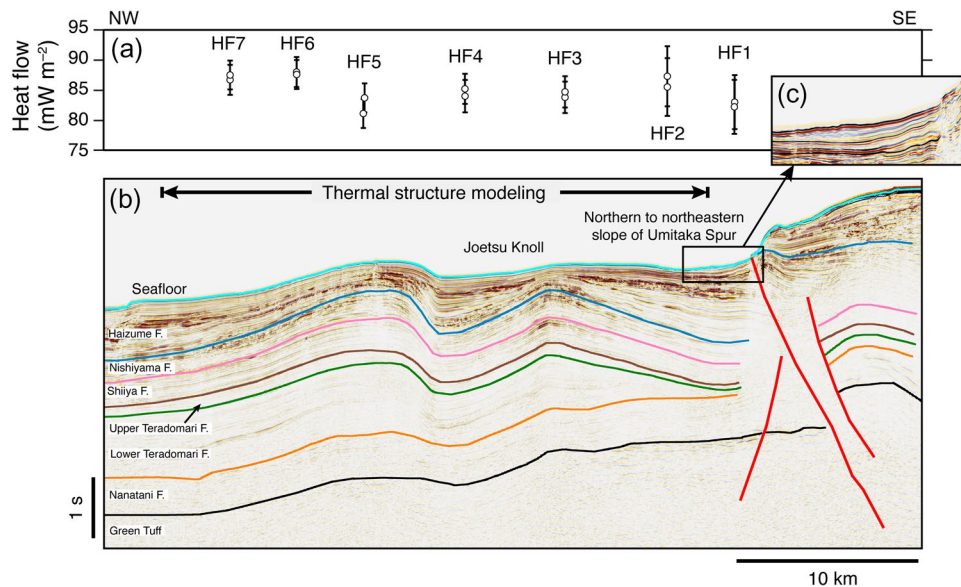 NW
SE
(a)
Heat flow
(mW m⁻²)
95
90
85
80
75
HF7
HF6
HF5
HF4
HF3
HF2
HF1
(c)
(b)
Thermal structure modeling
Northern to northeastern
slope of Umitaka Spur
Joetsu Knoll
Seafloor
Haizume F.
Nishiyama F.
Shiiya F.
Upper Teradomari F.
Lower Teradomari F.
Nanatani F.
Green Tuff
1 s
10 km